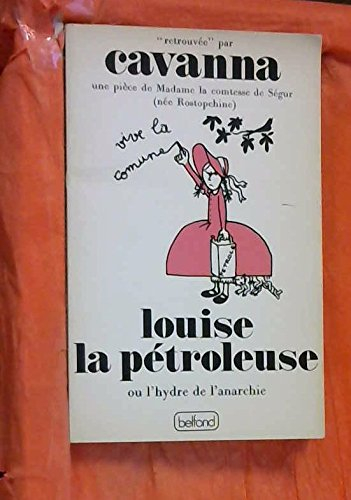 "retrouvée" par
cavanna
une pièce de Madame la comtesse de Ségur
(née Rostopchine)
vive la
comune
PETROLE
louise
la pétroleuse
ou l'hydre de l'anarchie
belfond